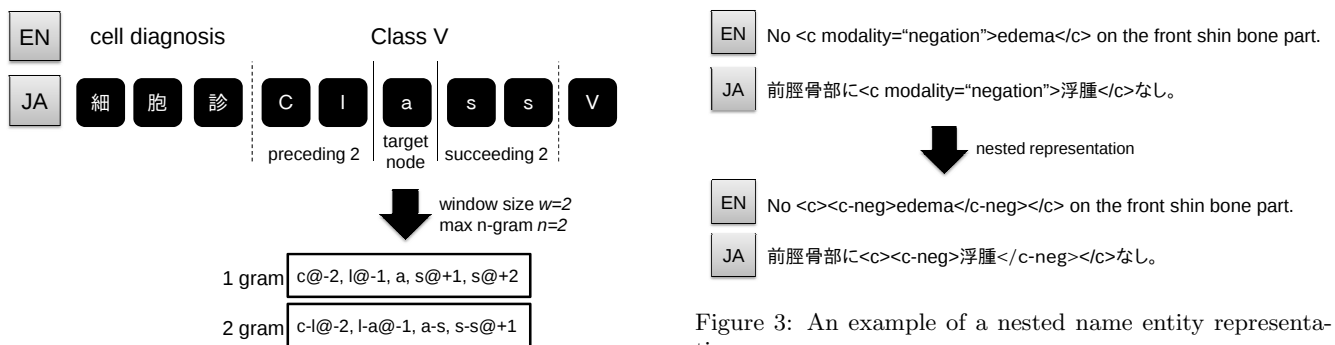 EN cell diagnosis Class V
JA 細 胞 診 C l a s s V
preceding 2 target node succeeding 2
window size w=2
max n-gram n=2
1 gram c@-2, l@-1, a, s@+1, s@+2
2 gram c-l@-2, l-a@-1, a-s, s-s@+1
EN No <c modality=“negation”>edema</c> on the front shin bone part.
JA 前脛骨部に<c modality=“negation”>浮腫</c>なし。
nested representation
EN No <c><c-neg>edema</c-neg></c> on the front shin bone part.
JA 前脛骨部に<c><c-neg>浮腫</c-neg></c>なし。
Figure 3: An example of a nested name entity representa-